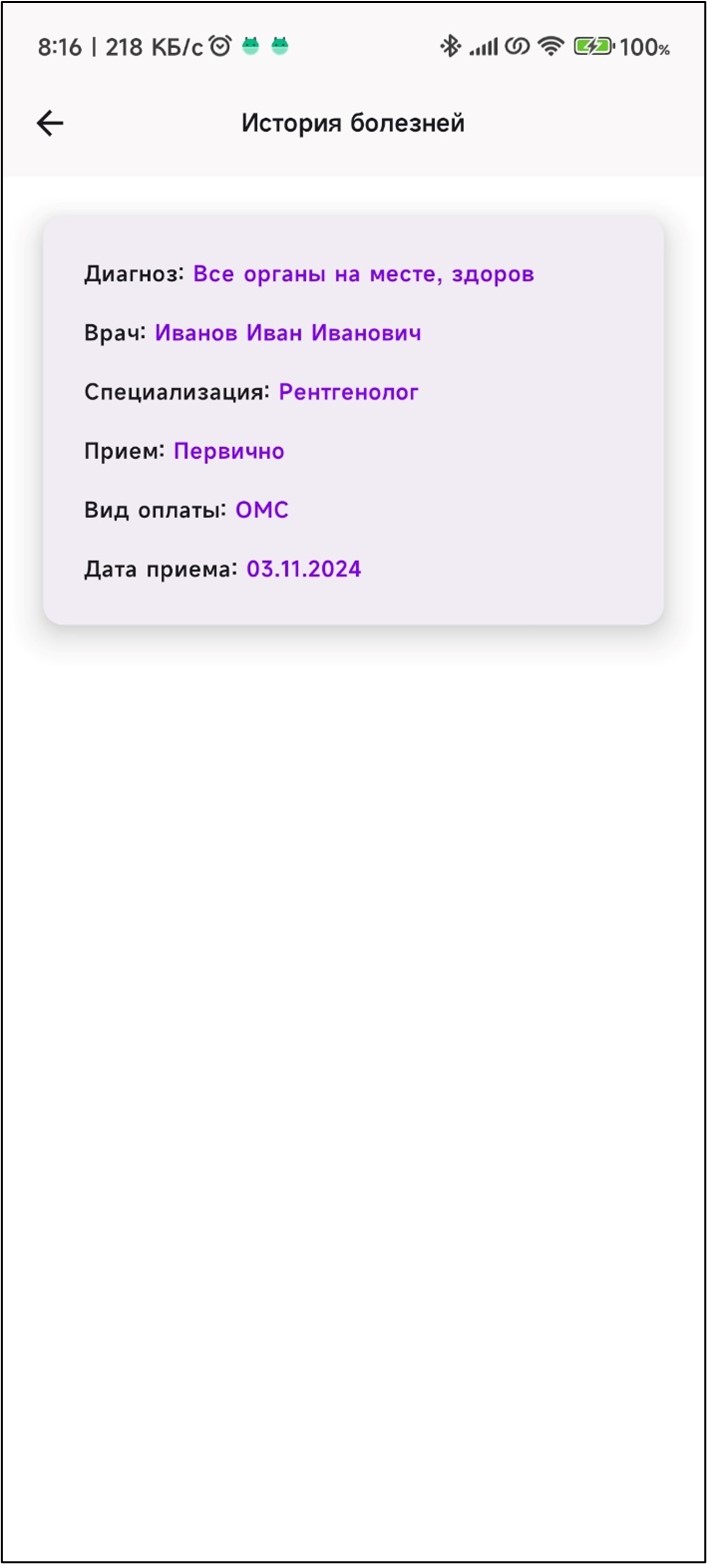 8:16 | 218 КБ/с 100%
История болезней
Диагноз: Все органы на месте, здоров
Врач: Иванов Иван Иванович
Специализация: Рентгенолог
Прием: Первично
Вид оплаты: ОМС
Дата приема: 03.11.2024